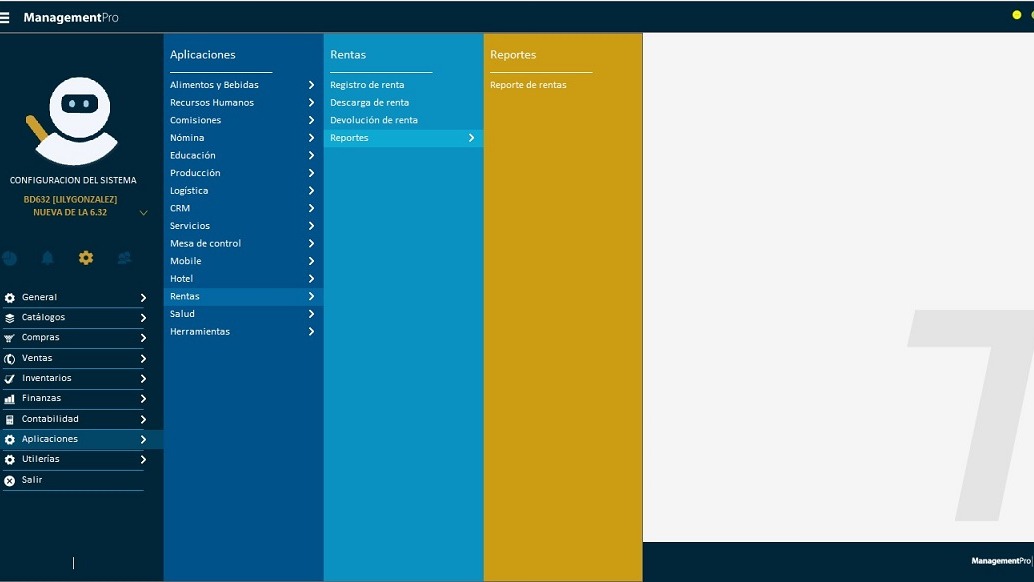 ManagementPro
CONFIGURACION DEL SISTEMA
BD632 [LILYGONZALEZ]
NUEVA DE LA 6.32
General
Catálogos
Compras
Ventas
Inventarios
Finanzas
Contabilidad
Aplicaciones
Utilerías
Salir
Aplicaciones
Alimentos y Bebidas
Recursos Humanos
Comisiones
Nómina
Educación
Producción
Logística
CRM
Servicios
Mesa de control
Mobile
Hotel
Rentas
Salud
Herramientas
Rentas
Registro de renta
Descarga de renta
Devolución de renta
Reportes
Reportes
Reporte de rentas
ManagementPro